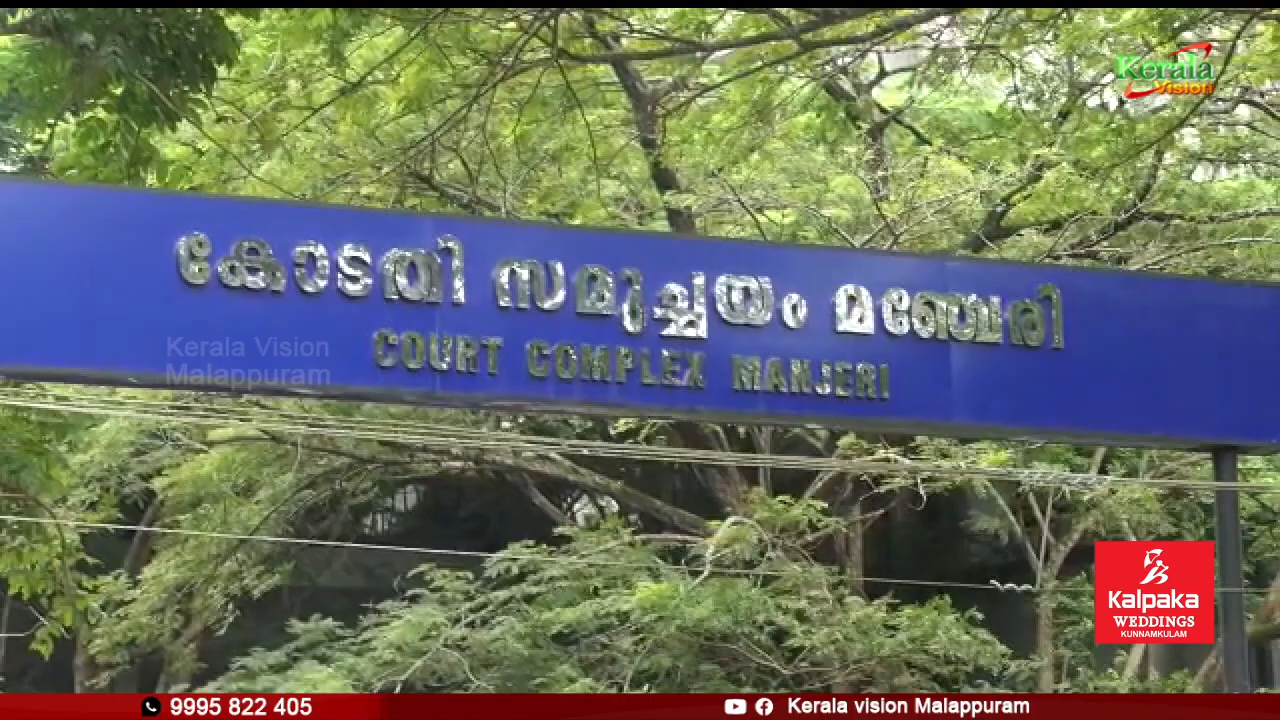 Kerala
Vision
കോടതി സമുച്ചയം മഞ്ചേരി
COURT COMPLEX MANJERI
Kerala Vision
Malappuram
Kalpaka
WEDDINGS
KUNNAMKULAM
9995 822 405
Kerala vision Malappuram